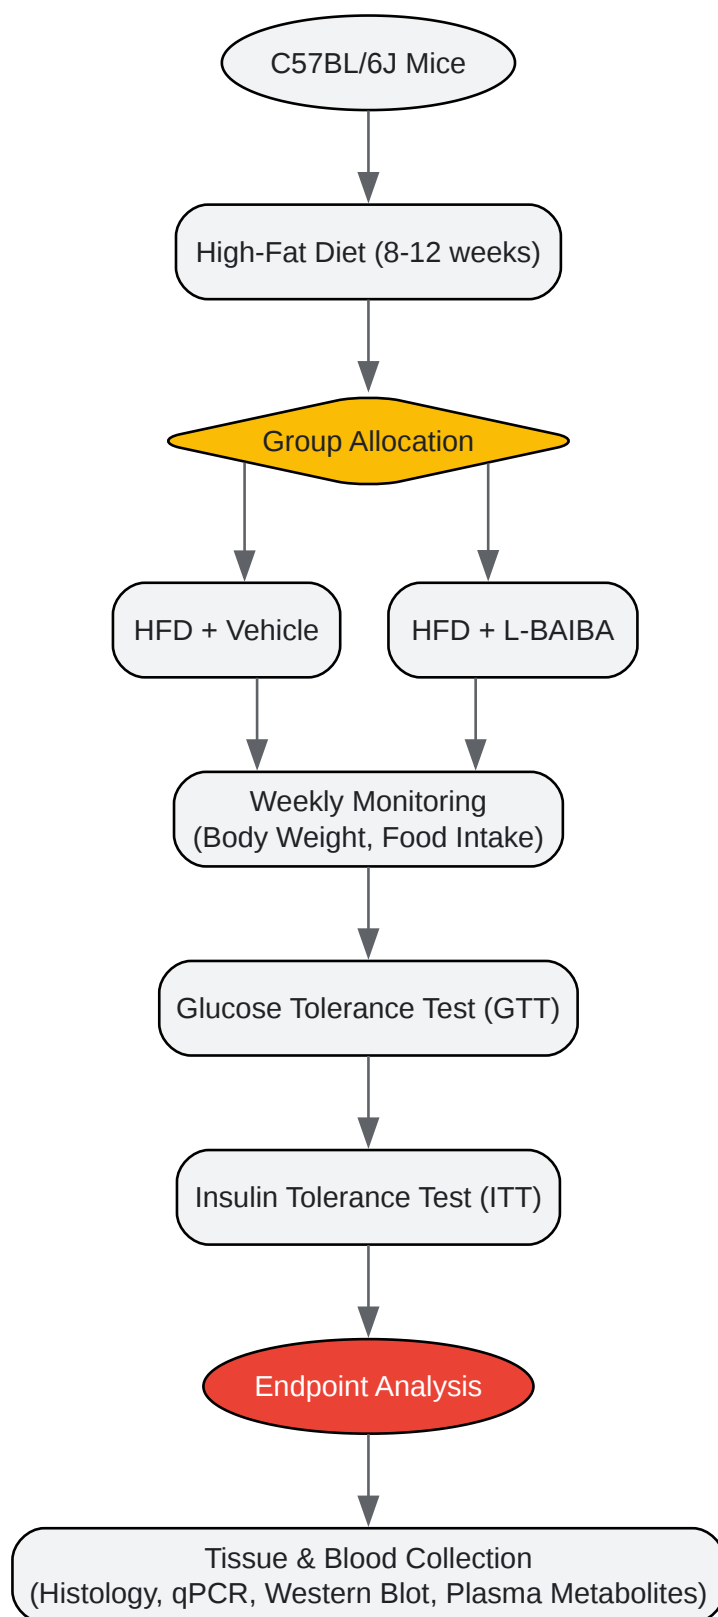 C57BL/6J Mice
High-Fat Diet (8-12 weeks)
Group Allocation
HFD + Vehicle
HFD + L-BAIBA
Weekly Monitoring
(Body Weight, Food Intake)
Glucose Tolerance Test (GTT)
Insulin Tolerance Test (ITT)
Endpoint Analysis
Tissue & Blood Collection
(Histology, qPCR, Western Blot, Plasma Metabolites)